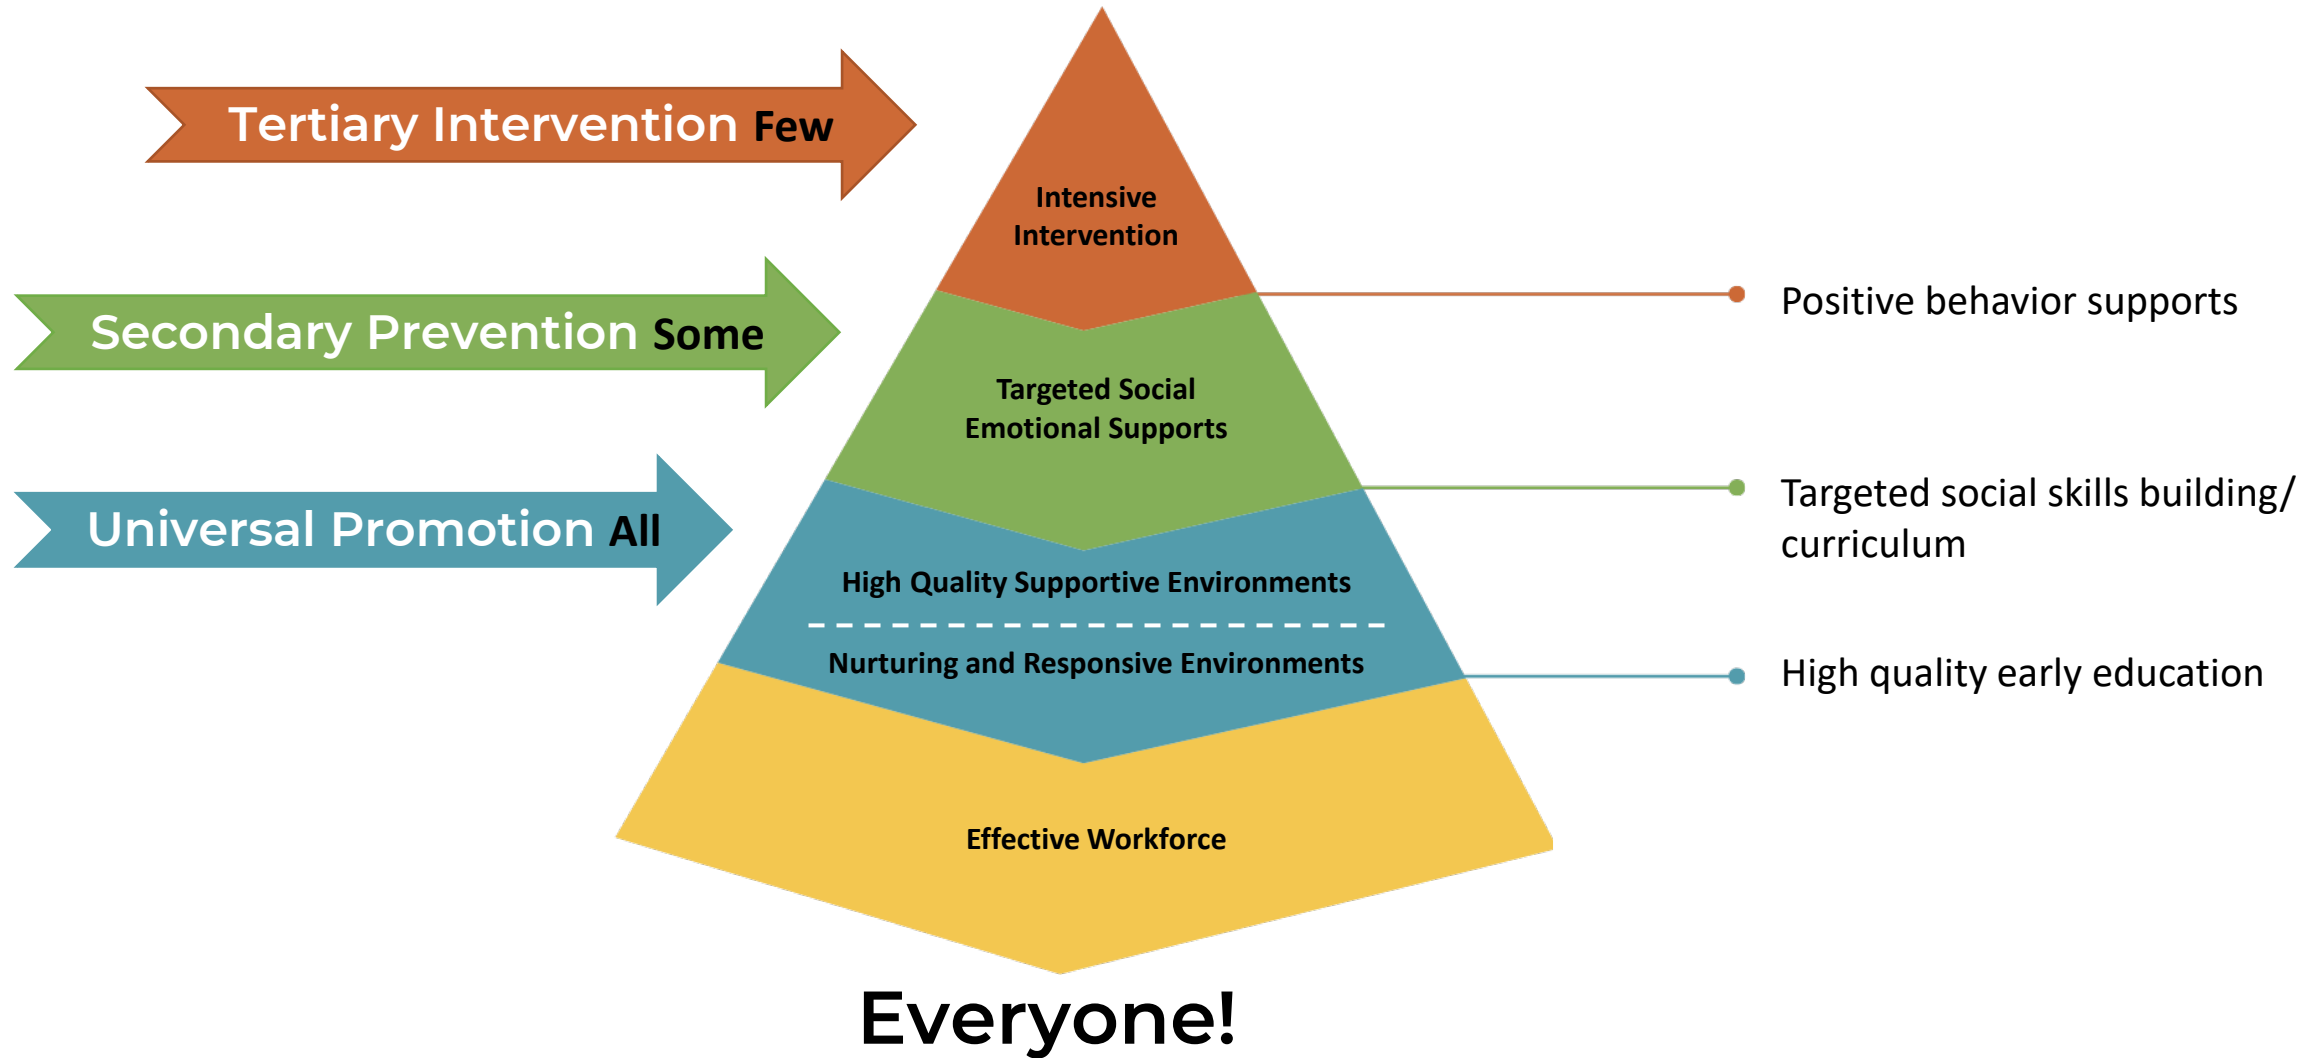 Tertiary Intervention Few
Intensive
Intervention
Positive behavior supports
Secondary Prevention Some
Targeted Social
Emotional Supports
Targeted social skills building/
curriculum
Universal Promotion All
High Quality Supportive Environments
Nurturing and Responsive Environments
High quality early education
Effective Workforce
Everyone!